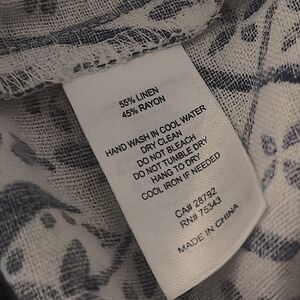 55% LINEN
45% RAYON
HAND WASH IN COOL WATER
DRY CLEAN
DO NOT BLEACH
DO NOT TUMBLE DRY
HANG TO DRY
COOL IRON IF NEEDED
CA# 28792
RN# 75343
MADE IN CHINA